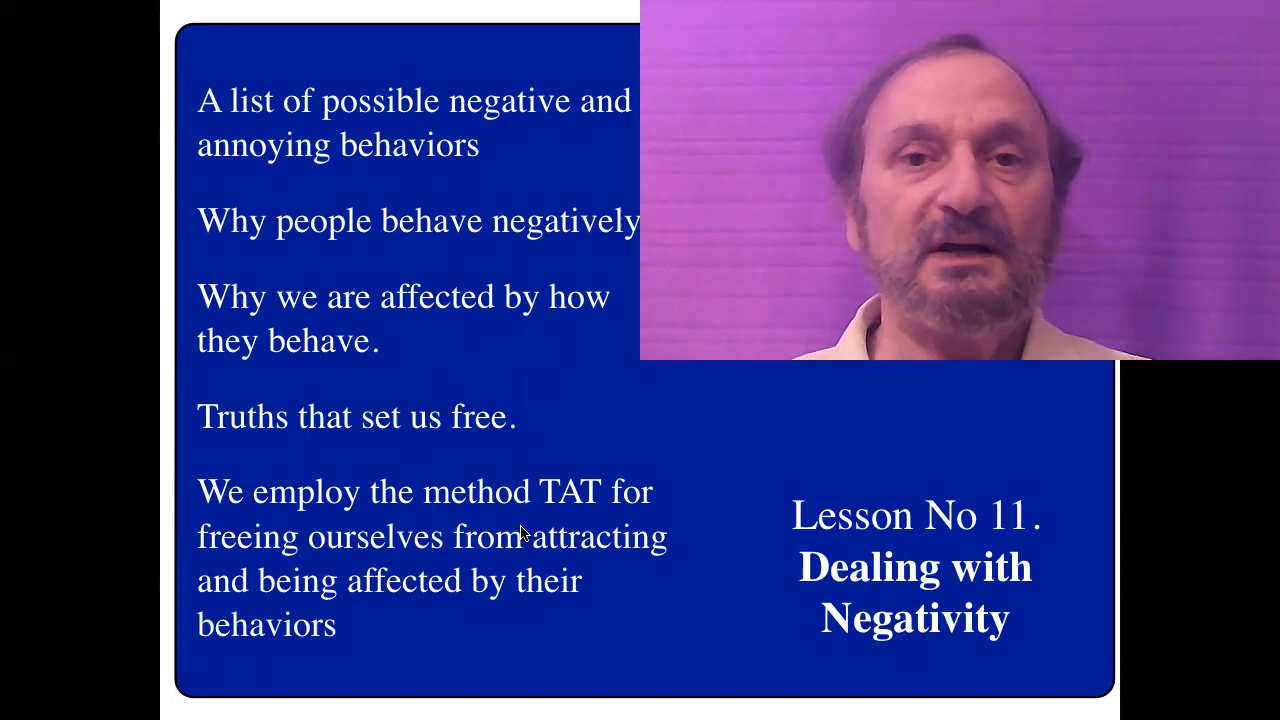 A list of possible negative and
annoying behaviors
Why people behave negatively
Why we are affected by how
they behave.
Truths that set us free.
We employ the method TAT for
freeing ourselves from attracting
and being affected by their
behaviors
Lesson No 11.
Dealing with
Negativity